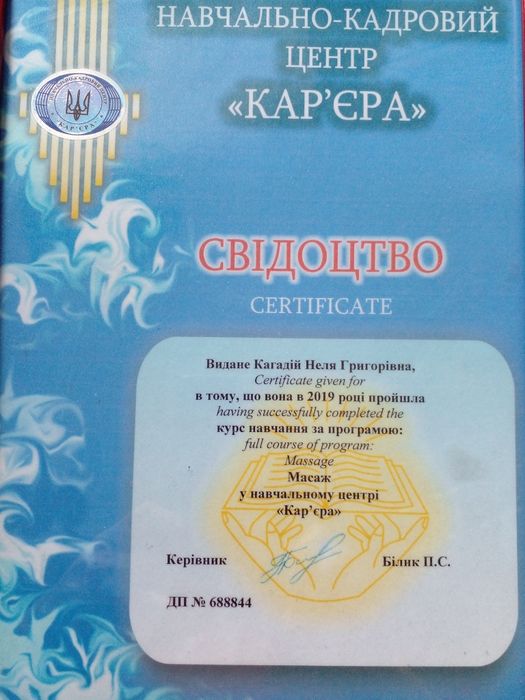 НАВЧАЛЬНО-КАДРОВИЙ
ЦЕНТР
«КАР’ЄРА»
"КАР'ЄРА"
СВІДОЦТВО
CERTIFICATE
Видане Кагадій Неля Григорівна,
Certificate given for
в тому, що вона в 2019 році пройшла
having successfully completed the
курс навчання за програмою:
full course of program:
Massage
Масаж
у навчальному центрі
«Кар’єра»
Керівник Білик П.С.
ДП № 688844